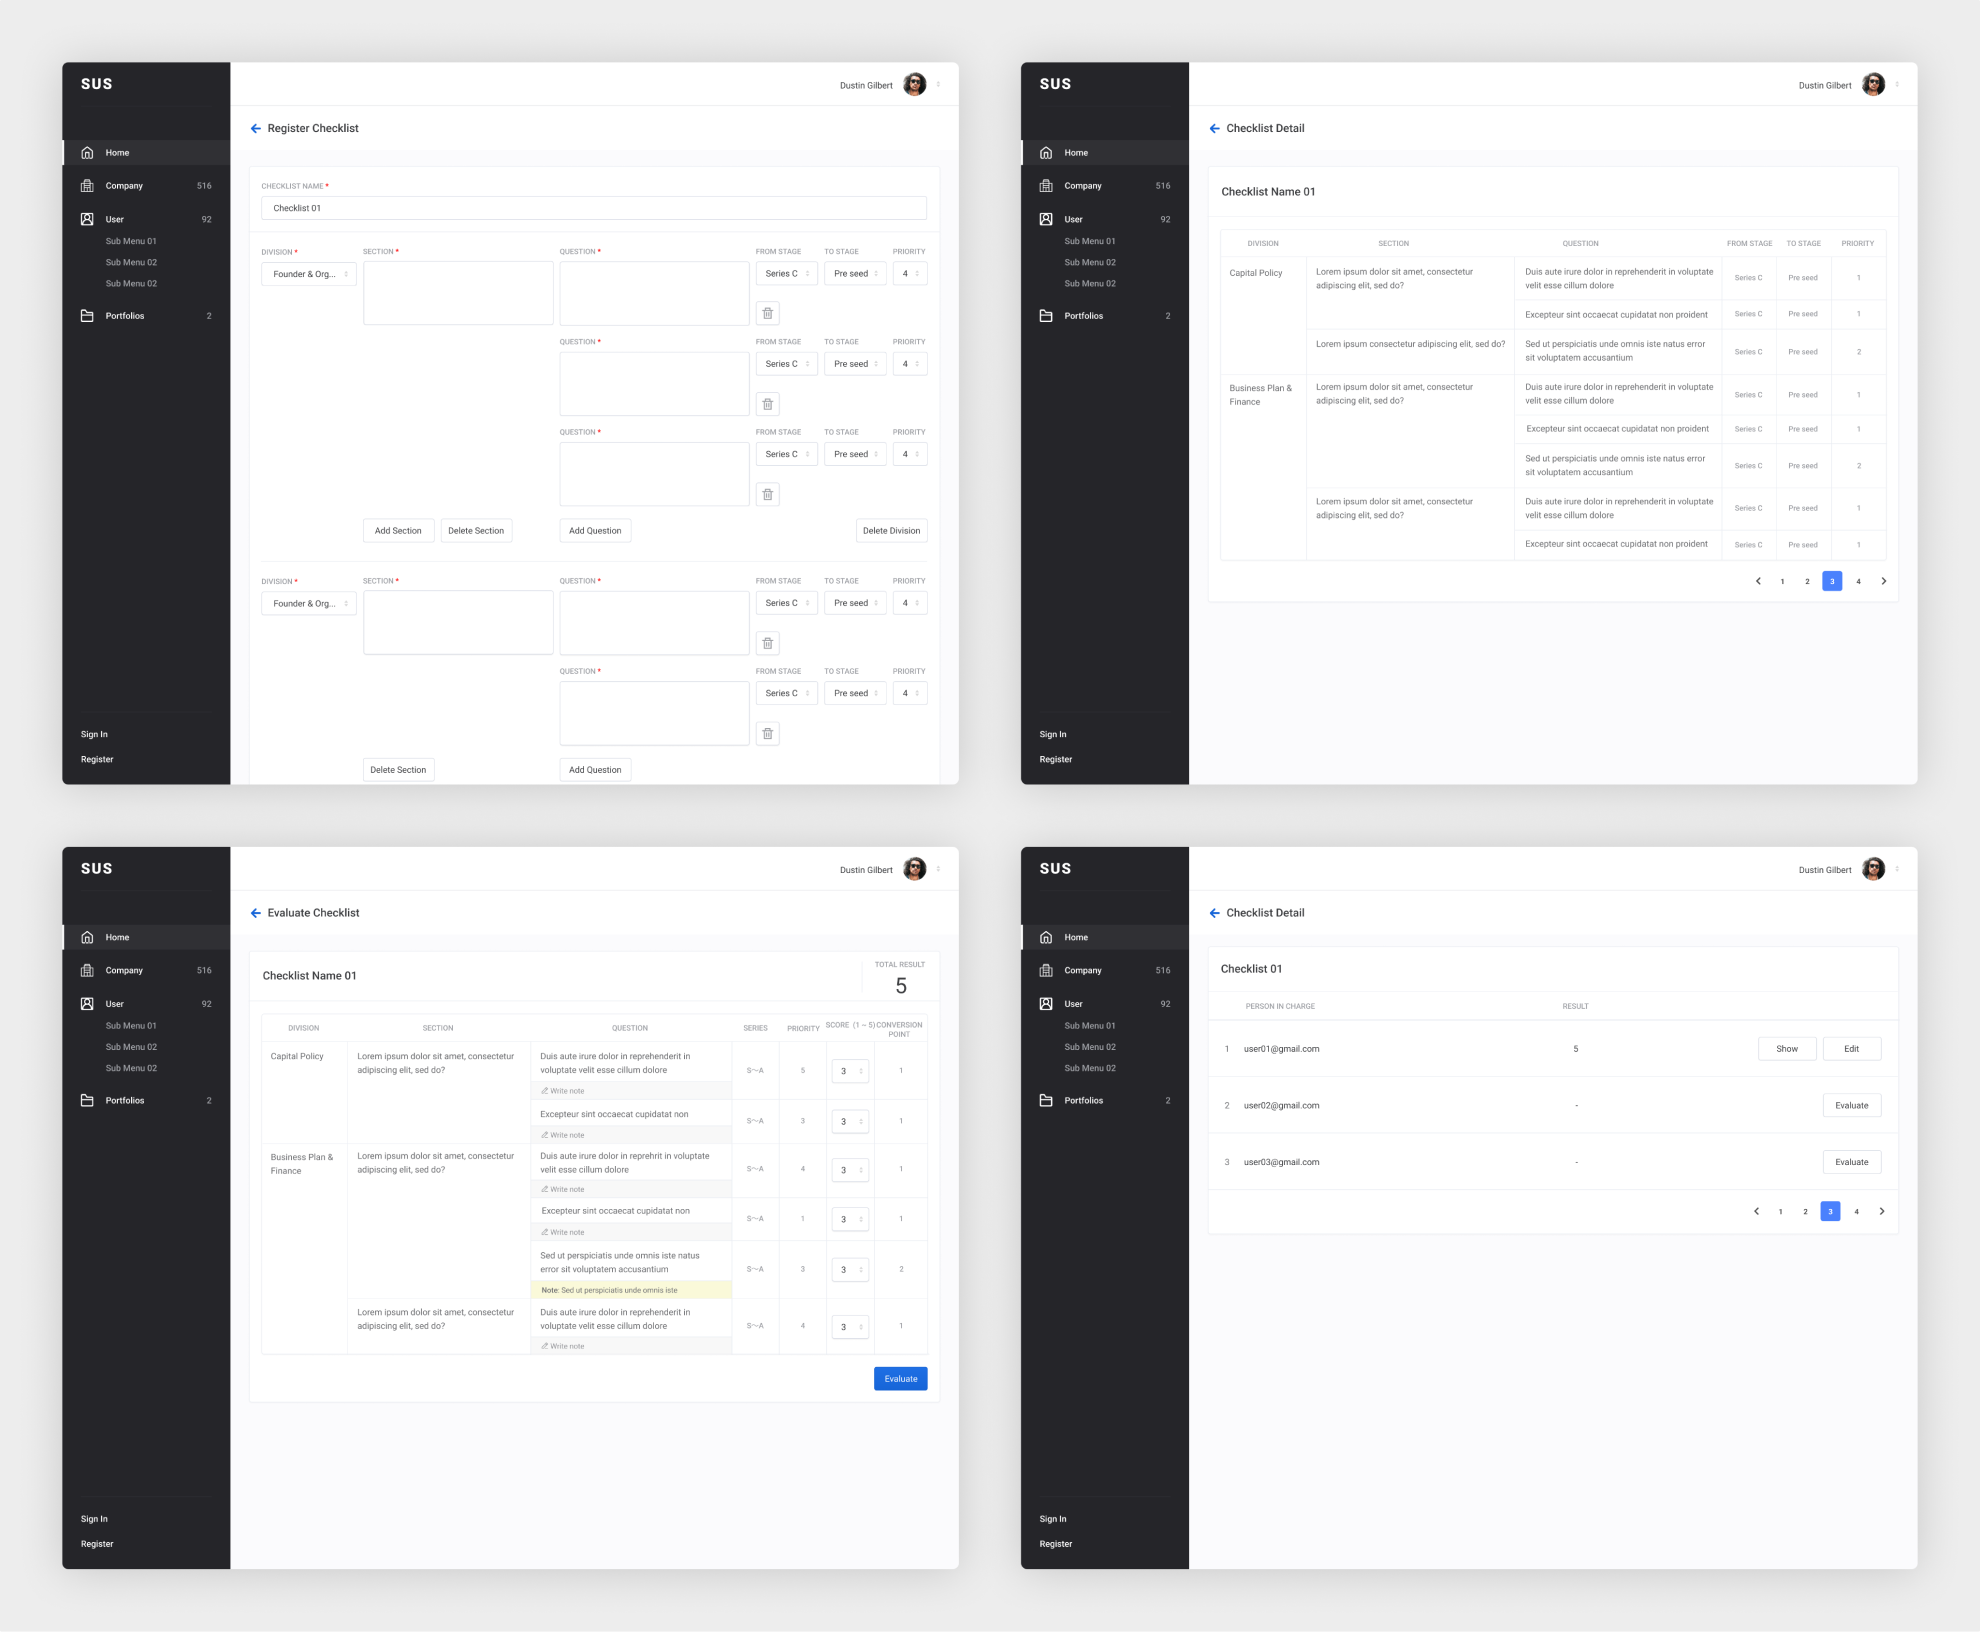 SUS
Dustin Gilbert
Register Checklist
Home
Company 516
User 92
Sub Menu 01
Sub Menu 02
Sub Menu 02
Portfolios 2
Sign In
Register
CHECKLIST NAME *
Checklist 01
DIVISION * SECTION * QUESTION * FROM STAGE TO STAGE PRIORITY
Founder & Org... Series C Pre seed 4
QUESTION * FROM STAGE TO STAGE PRIORITY
Series C Pre seed 4
QUESTION * FROM STAGE TO STAGE PRIORITY
Series C Pre seed 4
Add Section Delete Section Add Question Delete Division
DIVISION * SECTION * QUESTION * FROM STAGE TO STAGE PRIORITY
Founder & Org... Series C Pre seed 4
QUESTION * FROM STAGE TO STAGE PRIORITY
Series C Pre seed 4
Delete Section Add Question
SUS
Dustin Gilbert
Checklist Detail
Home
Company 516
User 92
Sub Menu 01
Sub Menu 02
Sub Menu 02
Portfolios 2
Sign In
Register
Checklist Name 01
DIVISION SECTION QUESTION FROM STAGE TO STAGE PRIORITY
Capital Policy Lorem ipsum dolor sit amet, consectetur Duis aute irure dolor in reprehenderit in voluptate Series C Pre seed 1
adipiscing elit, sed do? velit esse cillum dolore
Excepteur sint occaecat cupidatat non proident Series C Pre seed 1
Lorem ipsum consectetur adipiscing elit, sed do? Sed ut perspiciatis unde omnis iste natus error Series C Pre seed 2
sit voluptatem accusantium
Business Plan & Lorem ipsum dolor sit amet, consectetur Duis aute irure dolor in reprehenderit in voluptate Series C Pre seed 1
Finance adipiscing elit, sed do? velit esse cillum dolore
Excepteur sint occaecat cupidatat non proident Series C Pre seed 1
Sed ut perspiciatis unde omnis iste natus error Series C Pre seed 2
sit voluptatem accusantium
Lorem ipsum dolor sit amet, consectetur Duis aute irure dolor in reprehenderit in voluptate Series C Pre seed 1
adipiscing elit, sed do? velit esse cillum dolore
Excepteur sint occaecat cupidatat non proident Series C Pre seed 1
1 2 3 4
SUS
Dustin Gilbert
Evaluate Checklist
Home
Company 516
User 92
Sub Menu 01
Sub Menu 02
Sub Menu 02
Portfolios 2
Sign In
Register
Checklist Name 01
TOTAL RESULT
5
DIVISION SECTION QUESTION SERIES PRIORITY SCORE (1 ~ 5) CONVERSION
POINT
Capital Policy Lorem ipsum dolor sit amet, consectetur Duis aute irure dolor in reprehenderit in S~A 5 3 1
adipiscing elit, sed do? voluptate velit esse cillum dolore
Write note
Excepteur sint occaecat cupidatat non S~A 3 3 1
Write note
Business Plan & Lorem ipsum dolor sit amet, consectetur Duis aute irure dolor in reprehrit in voluptate S~A 4 3 1
Finance adipiscing elit, sed do? velit esse cillum dolore
Write note
Excepteur sint occaecat cupidatat non S~A 1 3 1
Write note
Sed ut perspiciatis unde omnis iste natus S~A 3 3 2
error sit voluptatem accusantium
Note: Sed ut perspiciatis unde omnis iste
Lorem ipsum dolor sit amet, consectetur Duis aute irure dolor in reprehenderit in S~A 4 3 1
adipiscing elit, sed do? voluptate velit esse cillum dolore
Write note
Evaluate
SUS
Dustin Gilbert
Checklist Detail
Home
Company 516
User 92
Sub Menu 01
Sub Menu 02
Sub Menu 02
Portfolios 2
Sign In
Register
Checklist 01
PERSON IN CHARGE RESULT
1 user01@gmail.com 5 Show Edit
2 user02@gmail.com - Evaluate
3 user03@gmail.com - Evaluate
1 2 3 4